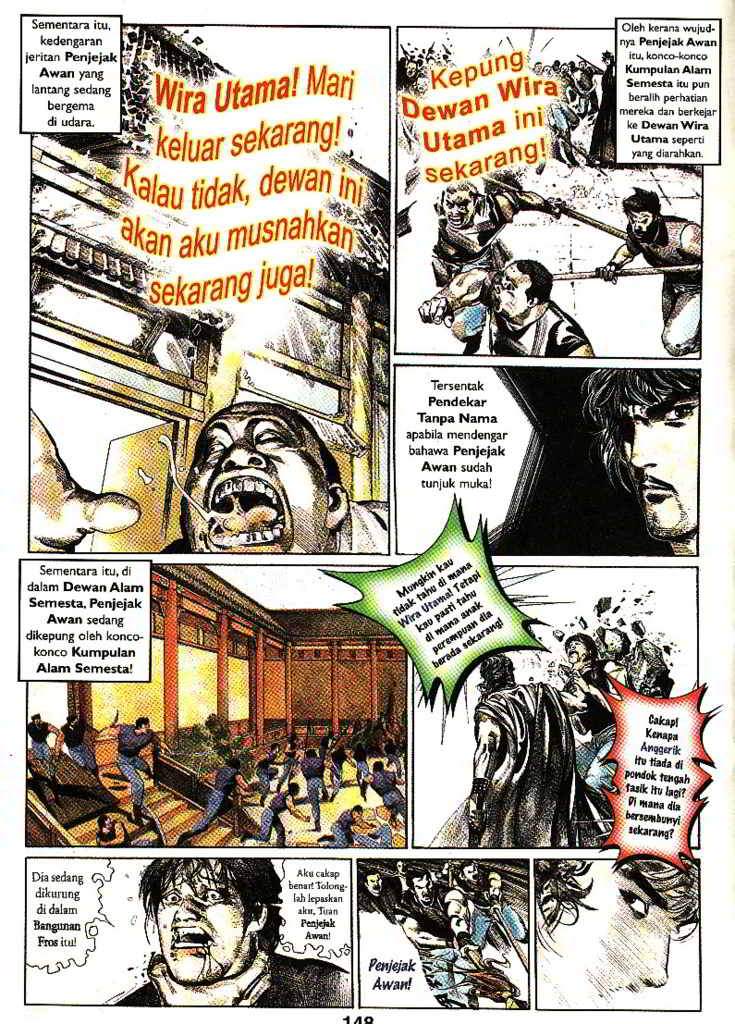 Sementara itu,
kedengaran
jeritan Penjejak
Awan yang
lantang sedang
bergema
di udara.
Wira Utama! Mari
keluar sekarang!
Kalau tidak, dewan ini
akan aku musnahkan
sekarang juga!
Kepung
Dewan Wira
Utama ini
sekarang!
Oleh kerana wujud-
nya Penjejak Awan
itu, konco-konco
Kumpulan Alam
Semesta itu pun
beralih perhatian
mereka dan berkejar
ke Dewan Wira
Utama seperti
yang diarahkan.
Tersentak
Pendekar
Tanpa Nama
apabila mendengar
bahawa Penjejak
Awan sudah
tunjuk muka!
Sementara itu, di
dalam Dewan Alam
Semesta, Penjejak
Awan sedang
dikepung oleh konco-
konco Kumpulan
Alam Semesta!
Mungkin kau
tidak tahu di mana
Wira Utama! Tetapi
kau pasti tahu
di mana anak
perempuan dia
berada sekarang!
Cakap!
Kenapa
Anggerik
itu tiada di
pondok tengah
tasik itu lagi?
Di mana dia
bersembunyi
sekarang?
Dia sedang
dikurung
di dalam
Bangunan
Fros itu!
Aku cakap
benar! Tolong-
lah lepaskan
aku, Tuan
Penjejak
Awan!
Penjejak
Awan!
148